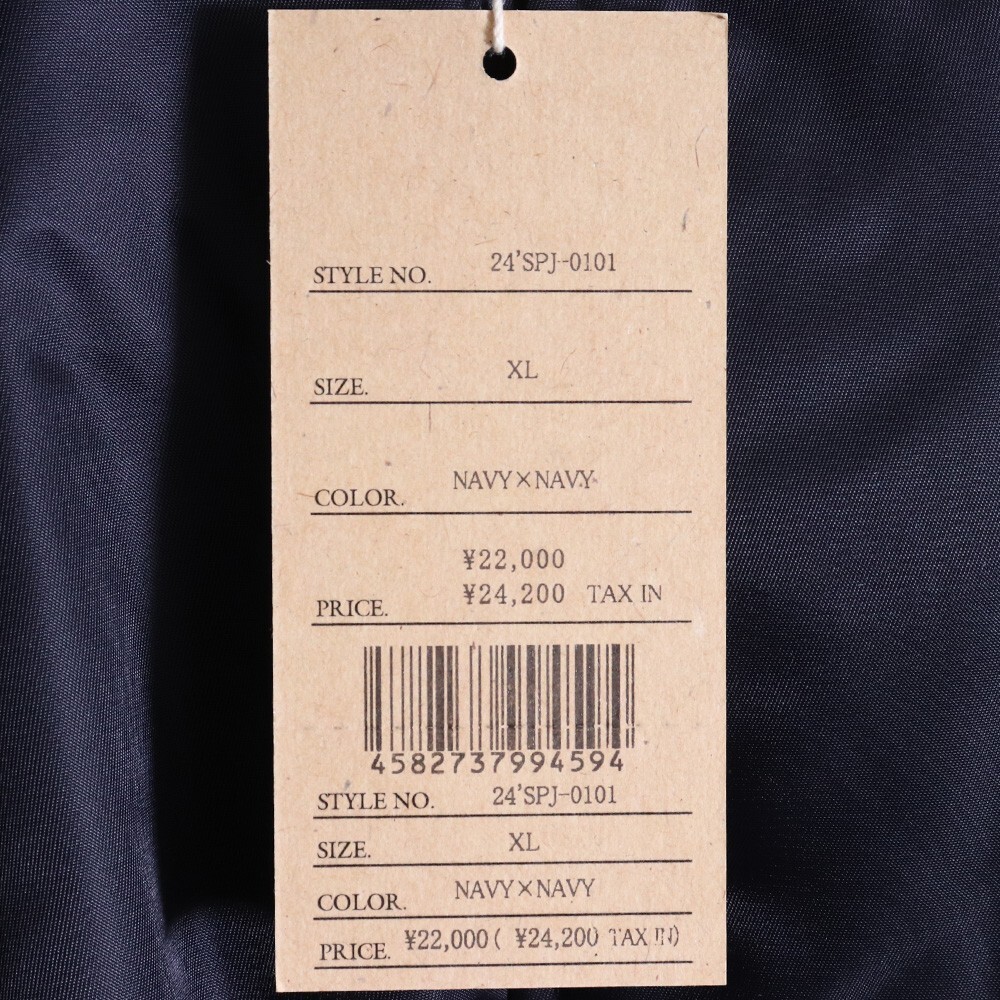 STYLE NO. 24'SPJ-0101
SIZE. XL
COLOR. NAVY×NAVY
¥22,000
PRICE. ¥24,200 TAX IN
4582737994594
STYLE NO. 24'SPJ-0101
SIZE. XL
COLOR. NAVY×NAVY
PRICE. ¥22,000( ¥24,200 TAX IN)